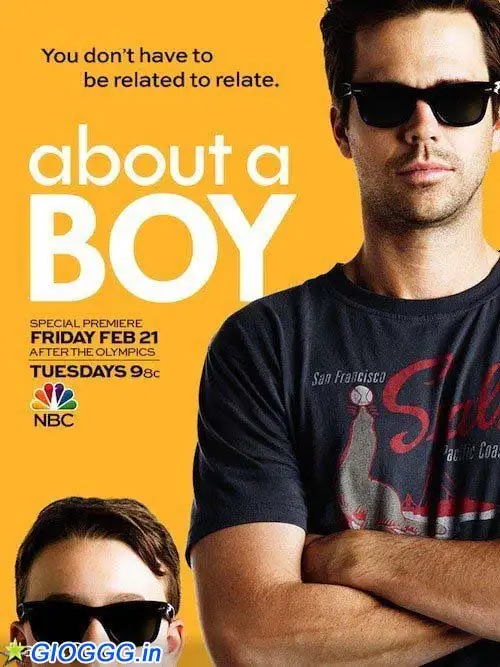 You don't have to
be related to relate.
about a
BOY
SPECIAL PREMIERE
FRIDAY FEB 21
AFTER THE OLYMPICS
TUESDAYS 9 8c
NBC
San Francisco
Pacific
GIOGGG.in